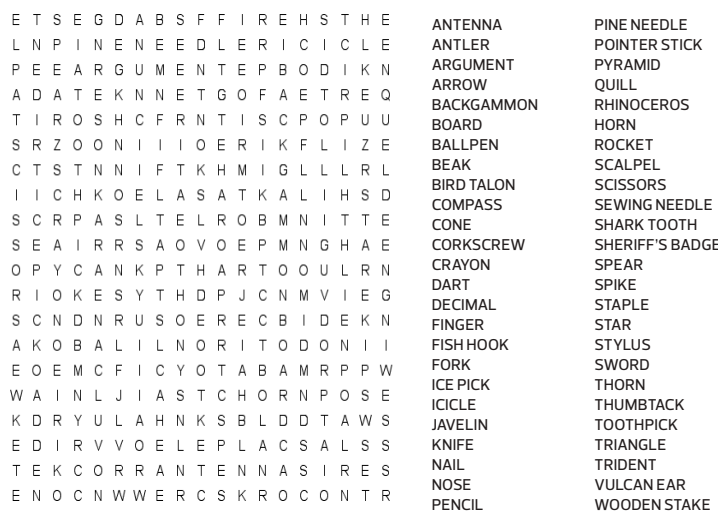 E T S E G D A B S F F I R E H S T H E
L N P I N E N E E D L E R I C I C L E
P E E A R G U M E N T E P B O D I K N
A D A T E K N N E T G O F A E T R E Q
T I R O S H C F R N T I S C P O P U U
S R Z O O N I I I O E R I K F L I Z E
C T S T N N I F T K H M I G L L L R L
I I C H K O E L A S A T K A L I H S D
S C R P A S L T E L R O B M N I T T E
S E A I R R S A O V O E P M N G H A E
O P Y C A N K P T H A R T O O U L R N
R I O K E S Y T H D P J C N M V I E G
S C N D N R U S O E R E C B I D E K N
A K O B A L I L N O R I T O D O N I I
E O E M C F I C Y O T A B A M R P P W
W A I N L J I A S T C H O R N P O S E
K D R Y U L A H N K S B L D D T A W S
E D I R V V O E L E P L A C S A L S S
T E K C O R R A N T E N N A S I R E S
E N O C N W W E R C S K R O C O N T R
ANTENNA
ANTLER
ARGUMENT
ARROW
BACKGAMMON
BOARD
BALLPEN
BEAK
BIRD TALON
COMPASS
CONE
CORKSCREW
CRAYON
DART
DECIMAL
FINGER
FISH HOOK
FORK
ICE PICK
ICICLE
JAVELIN
KNIFE
NAIL
NOSE
PENCIL
PINE NEEDLE
POINTER STICK
PYRAMID
QUILL
RHINOCEROS
HORN
ROCKET
SCALPEL
SCISSORS
SEWING NEEDLE
SHARK TOOTH
SHERIFF'S BADGE
SPEAR
SPIKE
STAPLE
STAR
STYLUS
SWORD
THORN
THUMBTACK
TOOTHPICK
TRIANGLE
TRIDENT
VULCAN EAR
WOODEN STAKE